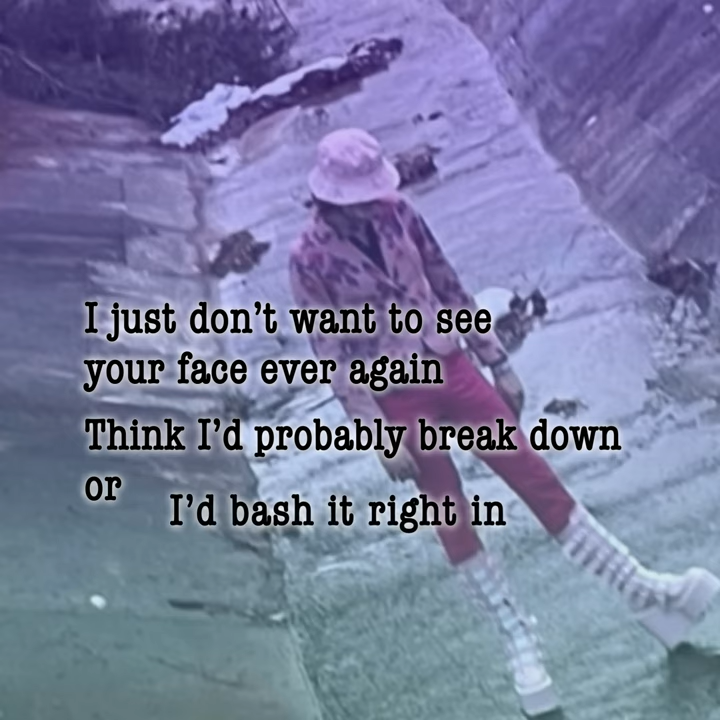 I just don't want to see
your face ever again
Think I'd probably break down
or
I'd bash it right in